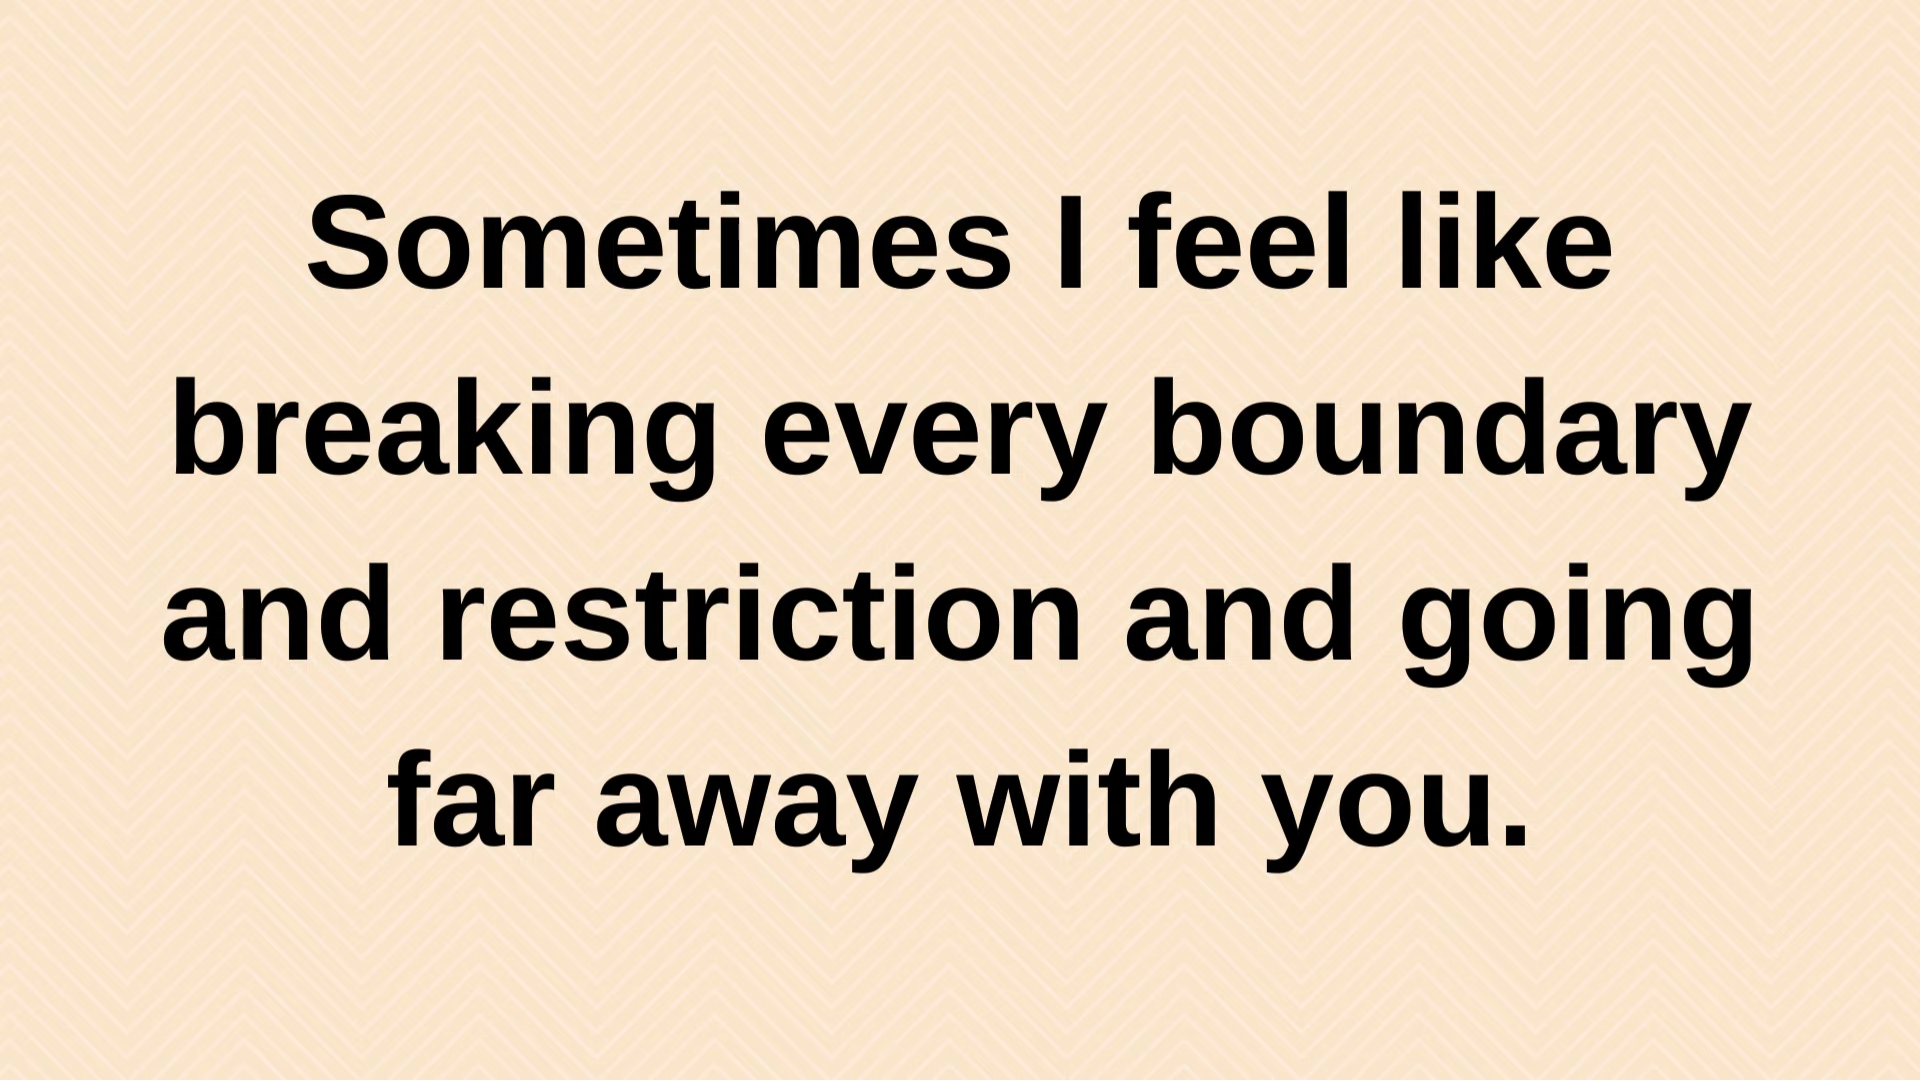 Sometimes I feel like
breaking every boundary
and restriction and going
far away with you.